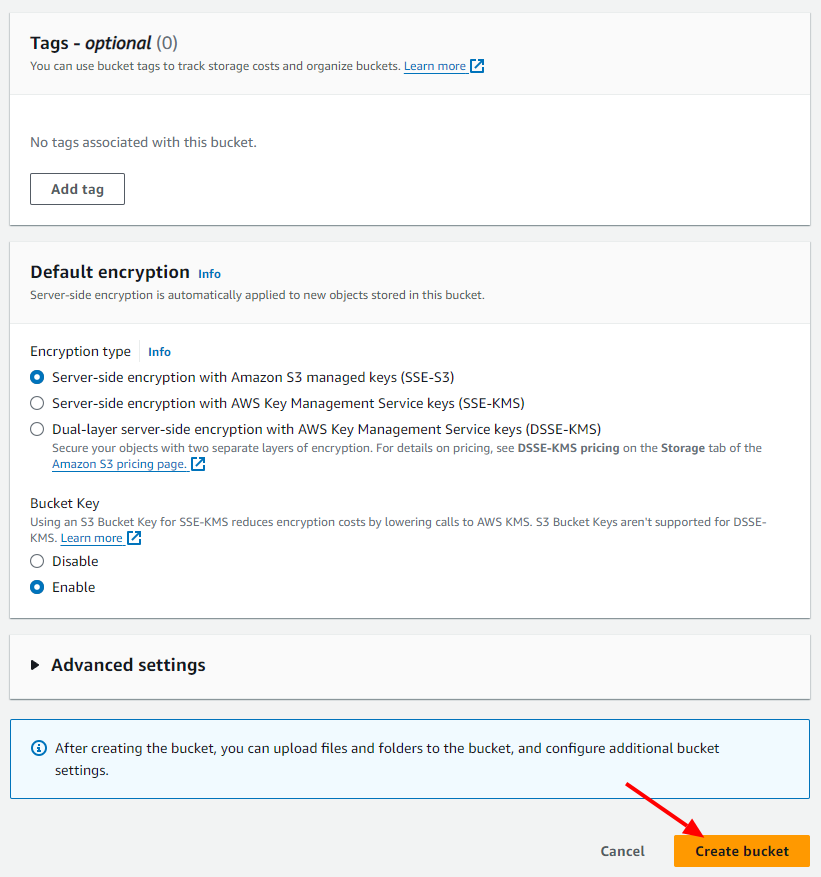 Tags - optional (0)
You can use bucket tags to track storage costs and organize buckets. Learn more
No tags associated with this bucket.
Add tag
Default encryption Info
Server-side encryption is automatically applied to new objects stored in this bucket.
Encryption type Info
Server-side encryption with Amazon S3 managed keys (SSE-S3)
Server-side encryption with AWS Key Management Service keys (SSE-KMS)
Dual-layer server-side encryption with AWS Key Management Service keys (DSSE-KMS)
Secure your objects with two separate layers of encryption. For details on pricing, see DSSE-KMS pricing on the Storage tab of the
Amazon S3 pricing page.
Bucket Key
Using an S3 Bucket Key for SSE-KMS reduces encryption costs by lowering calls to AWS KMS. S3 Bucket Keys aren't supported for DSSE-
KMS. Learn more
Disable
Enable
Advanced settings
After creating the bucket, you can upload files and folders to the bucket, and configure additional bucket
settings.
Cancel Create bucket